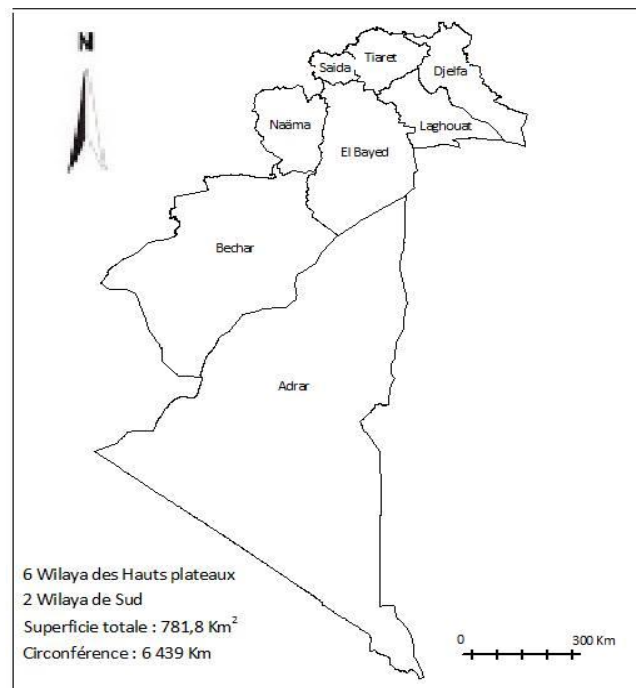 N
Tiaret
Saida
Djelfa
Naäma
Laghouat
El Bayed
Bechar
Adrar
6 Wilaya des Hauts plateaux
2 Wilaya de Sud
Superficie totale : 781,8 Km²
Circonférence : 6 439 Km
0 300 Km